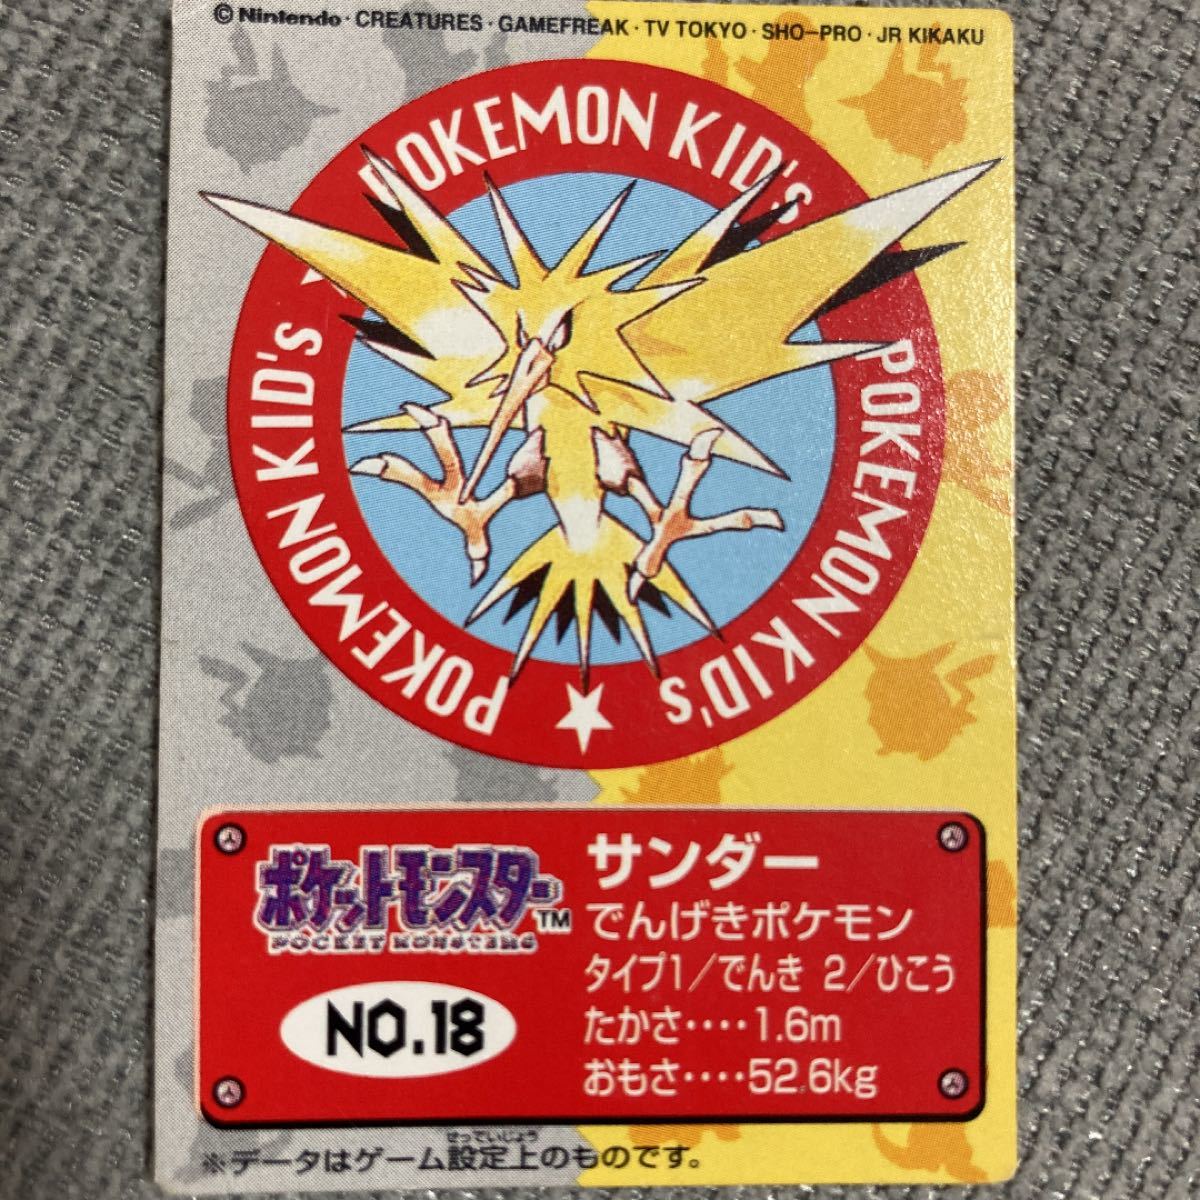 © Nintendo · CREATURES · GAMEFREAK · TV TOKYO · SHO-PRO · JR KIKAKU
POKEMON KID's
POKEMON KID's
POKEMON KID's
ポケットモンスター TM
POCKET MONSTERS
NO.18
サンダー
でんげきポケモン
タイプ1/でんき 2/ひこう
たかさ‥‥1.6m
おもさ‥‥52.6kg
せっていじょう
※データはゲーム設定上のものです。